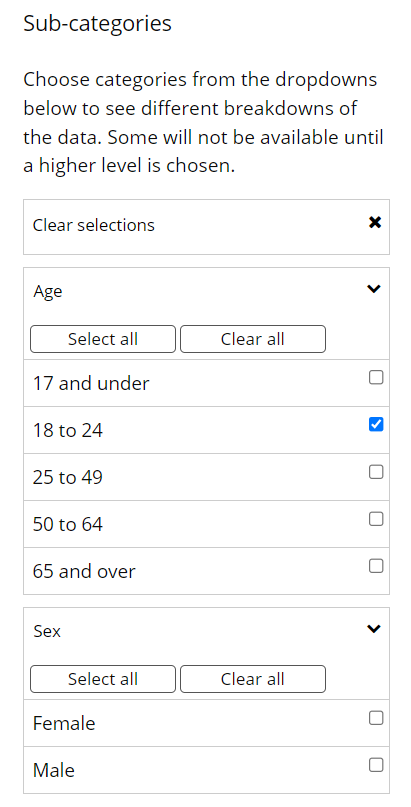 Sub-categories
Choose categories from the dropdowns
below to see different breakdowns of
the data. Some will not be available until
a higher level is chosen.
Clear selections
Age
Select all Clear all
17 and under
18 to 24
25 to 49
50 to 64
65 and over
Sex
Select all Clear all
Female
Male